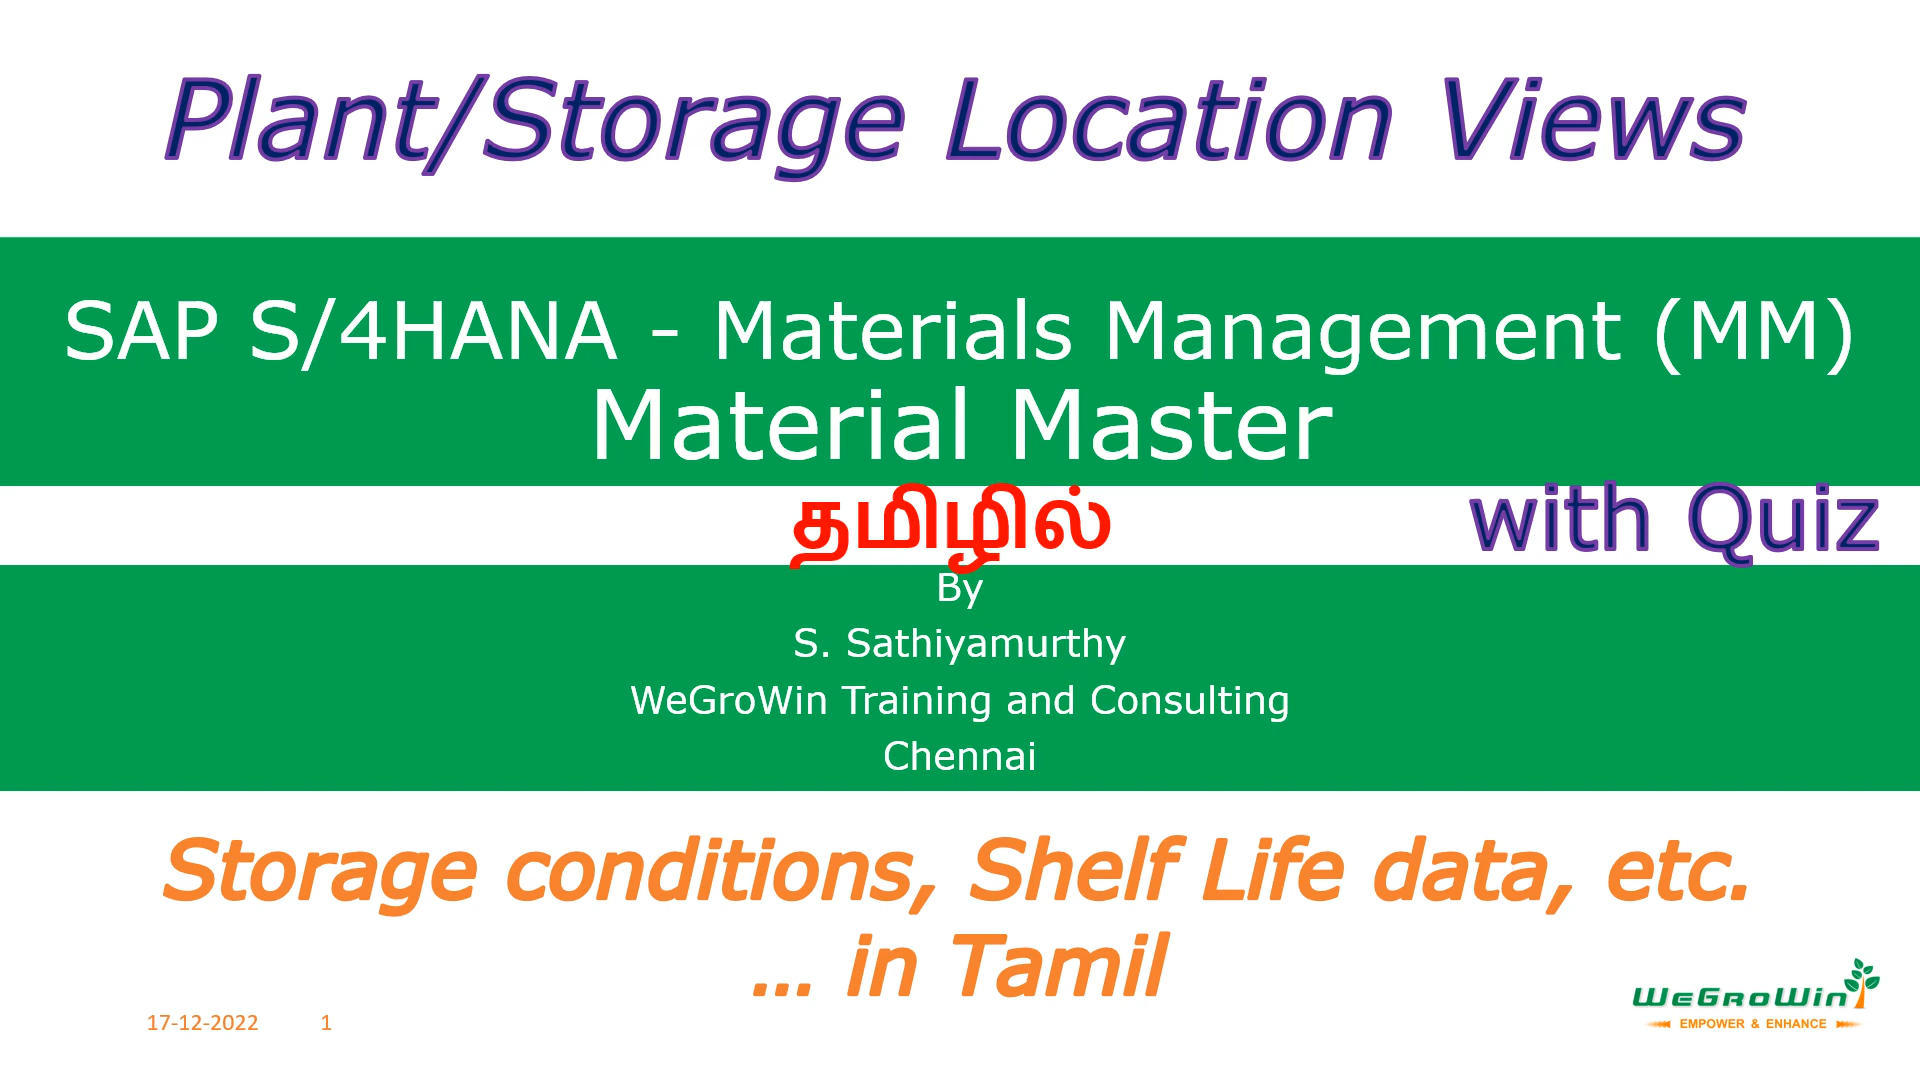 Plant/Storage Location Views
SAP S/4HANA - Materials Management (MM)
Material Master
தமிழில்
with Quiz
By
S. Sathiyamurthy
WeGroWin Training and Consulting
Chennai
Storage conditions, Shelf Life data, etc.
... in Tamil
17-12-2022 1
WeGroWin
EMPOWER & ENHANCE